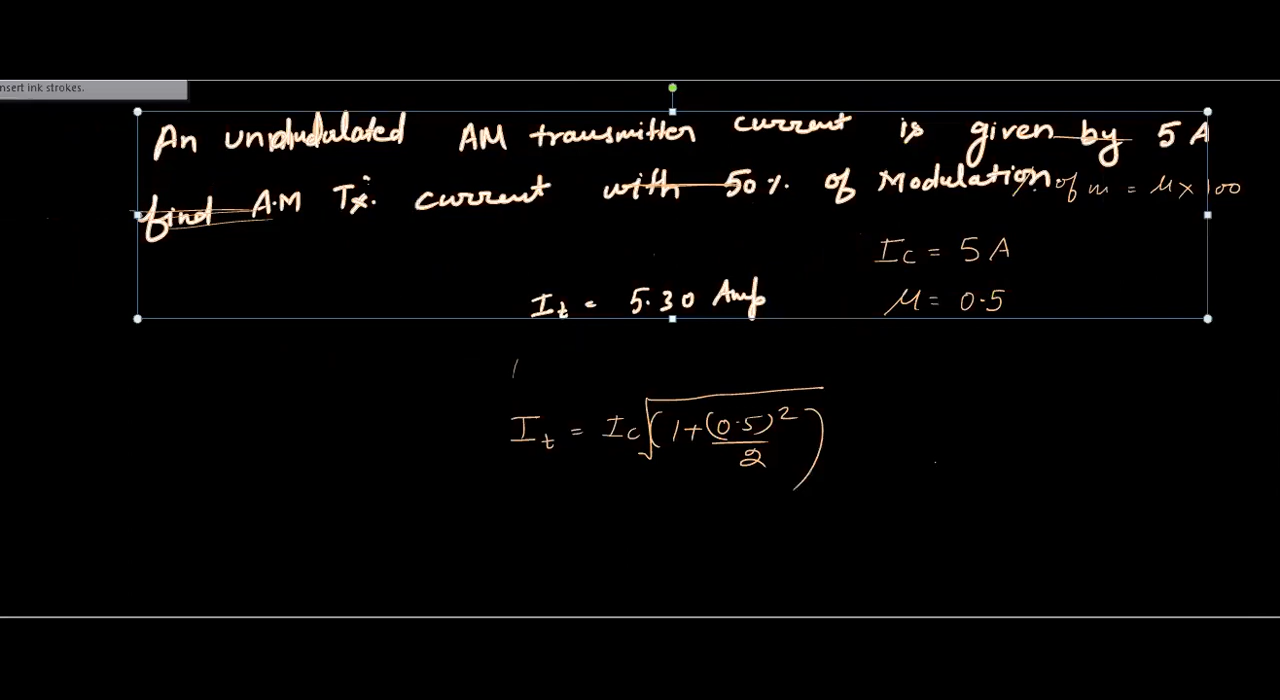 nsert ink strokes.
An unmodulated AM transmitter current is given by 5 A
find A.M Tx. current with 50 % of Modulation
% of m = μ x 100
Ic = 5 A
It = 5.30 Amp
μ = 0.5
It = Ic √(1+(0.5)²/2)